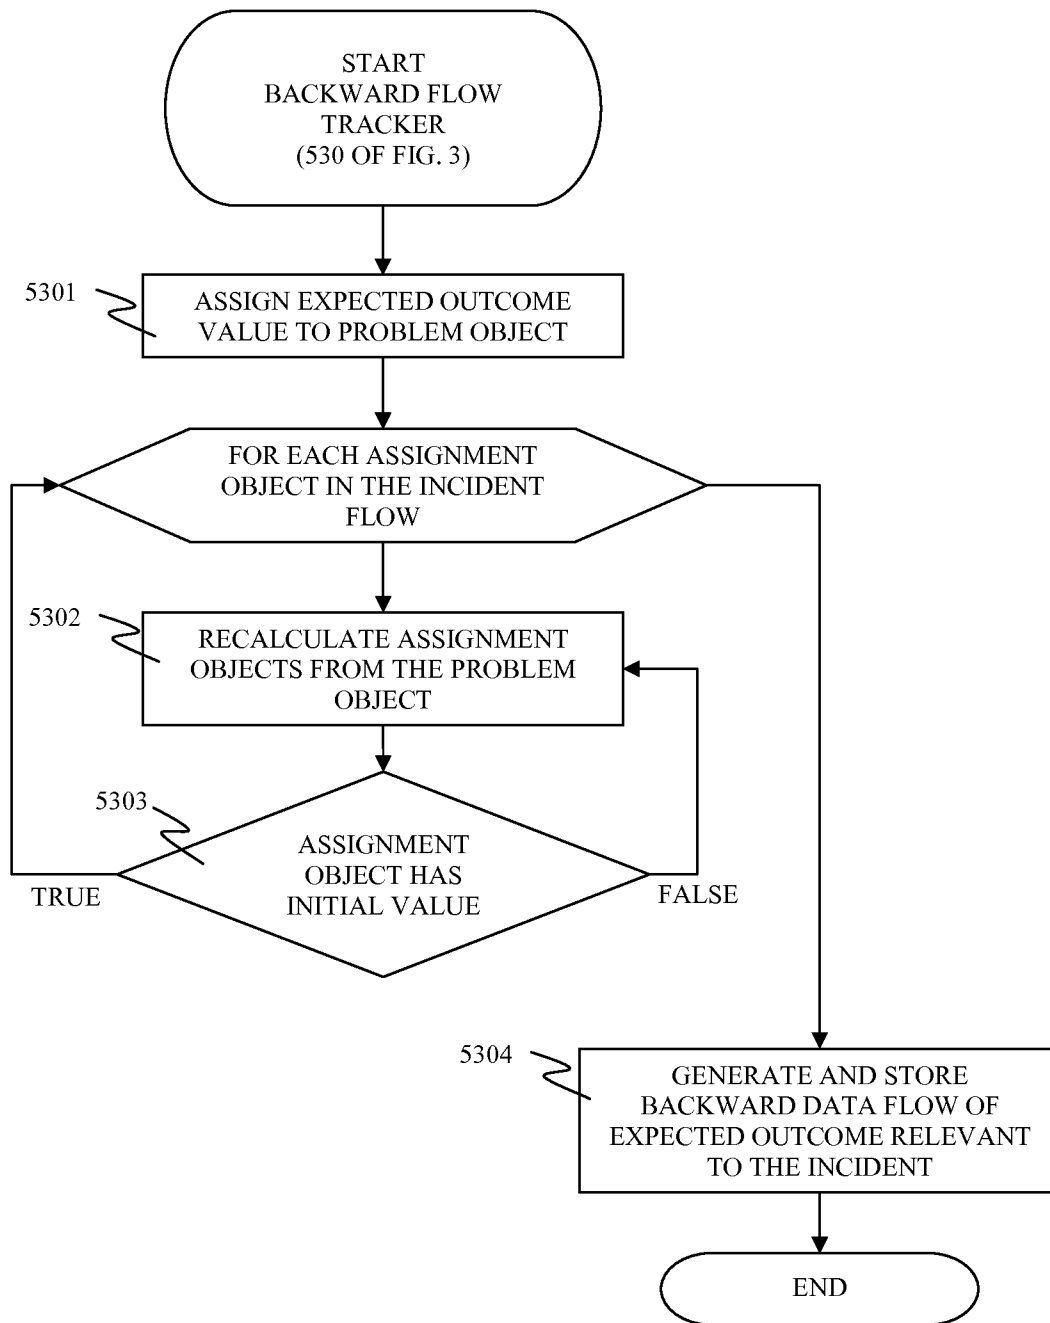 START
BACKWARD FLOW
TRACKER
(530 OF FIG. 3)
5301
ASSIGN EXPECTED OUTCOME
VALUE TO PROBLEM OBJECT
FOR EACH ASSIGNMENT
OBJECT IN THE INCIDENT
FLOW
5302
RECALCULATE ASSIGNMENT
OBJECTS FROM THE PROBLEM
OBJECT
5303
ASSIGNMENT
OBJECT HAS
INITIAL VALUE
TRUE
FALSE
5304
GENERATE AND STORE
BACKWARD DATA FLOW OF
EXPECTED OUTCOME RELEVANT
TO THE INCIDENT
END